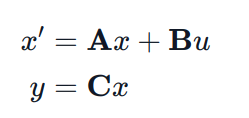 x′ = Ax + Bu
y = Cx